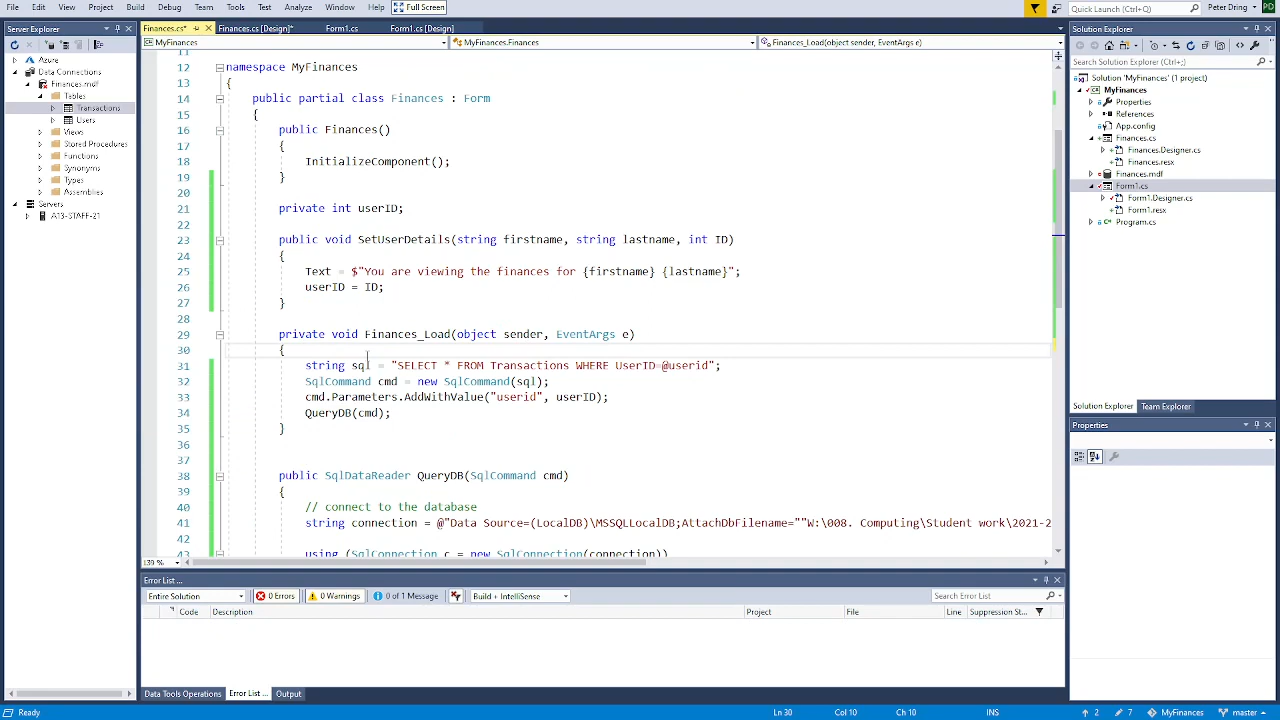 File Edit View Project Build Debug Team Tools Test Analyze Window Help Full Screen Quick Launch (Ctrl+;) Peter Dring PD
Server Explorer
Azure
Data Connections
Finances.mdf
Tables
Transactions
Users
Views
Stored Procedures
Functions
Synonyms
Types
Assemblies
Servers
A13-STAFF-21
Finances.cs* Finances.cs [Design]* Form1.cs Form1.cs [Design]
MyFinances MyFinances.Finances Finances_Load(object sender, EventArgs e)
11
12 namespace MyFinances
13 {
14 public partial class Finances : Form
15 {
16 public Finances()
17 {
18 InitializeComponent();
19 }
20
21 private int userID;
22
23 public void SetUserDetails(string firstname, string lastname, int ID)
24 {
25 Text = $"You are viewing the finances for {firstname} {lastname}";
26 userID = ID;
27 }
28
29 private void Finances_Load(object sender, EventArgs e)
30 {
31 string sql = "SELECT * FROM Transactions WHERE UserID=@userid";
32 SqlCommand cmd = new SqlCommand(sql);
33 cmd.Parameters.AddWithValue("userid", userID);
34 QueryDB(cmd);
35 }
36
37
38 public SqlDataReader QueryDB(SqlCommand cmd)
39 {
40 // connect to the database
41 string connection = @"Data Source=(LocalDB)\MSSQLLocalDB;AttachDbFilename=""W:\008. Computing\Student work\2021-2
42
43 using (SqlConnection c = new SqlConnection(connection))
139 %
Error List ...
Entire Solution 0 Errors 0 Warnings 0 of 1 Message Build + IntelliSense Search Error List
Code Description Project File Line Suppression St...
Data Tools Operations Error List ... Output
Solution Explorer
Search Solution Explorer (Ctrl+;)
Solution 'MyFinances' (1 project)
MyFinances
Properties
References
App.config
Finances.cs
Finances.Designer.cs
Finances.resx
Finances.mdf
Form1.cs
Form1.Designer.cs
Form1.resx
Program.cs
Solution Explorer Team Explorer
Properties
Ready Ln 30 Col 10 Ch 10 INS 2 7 MyFinances master